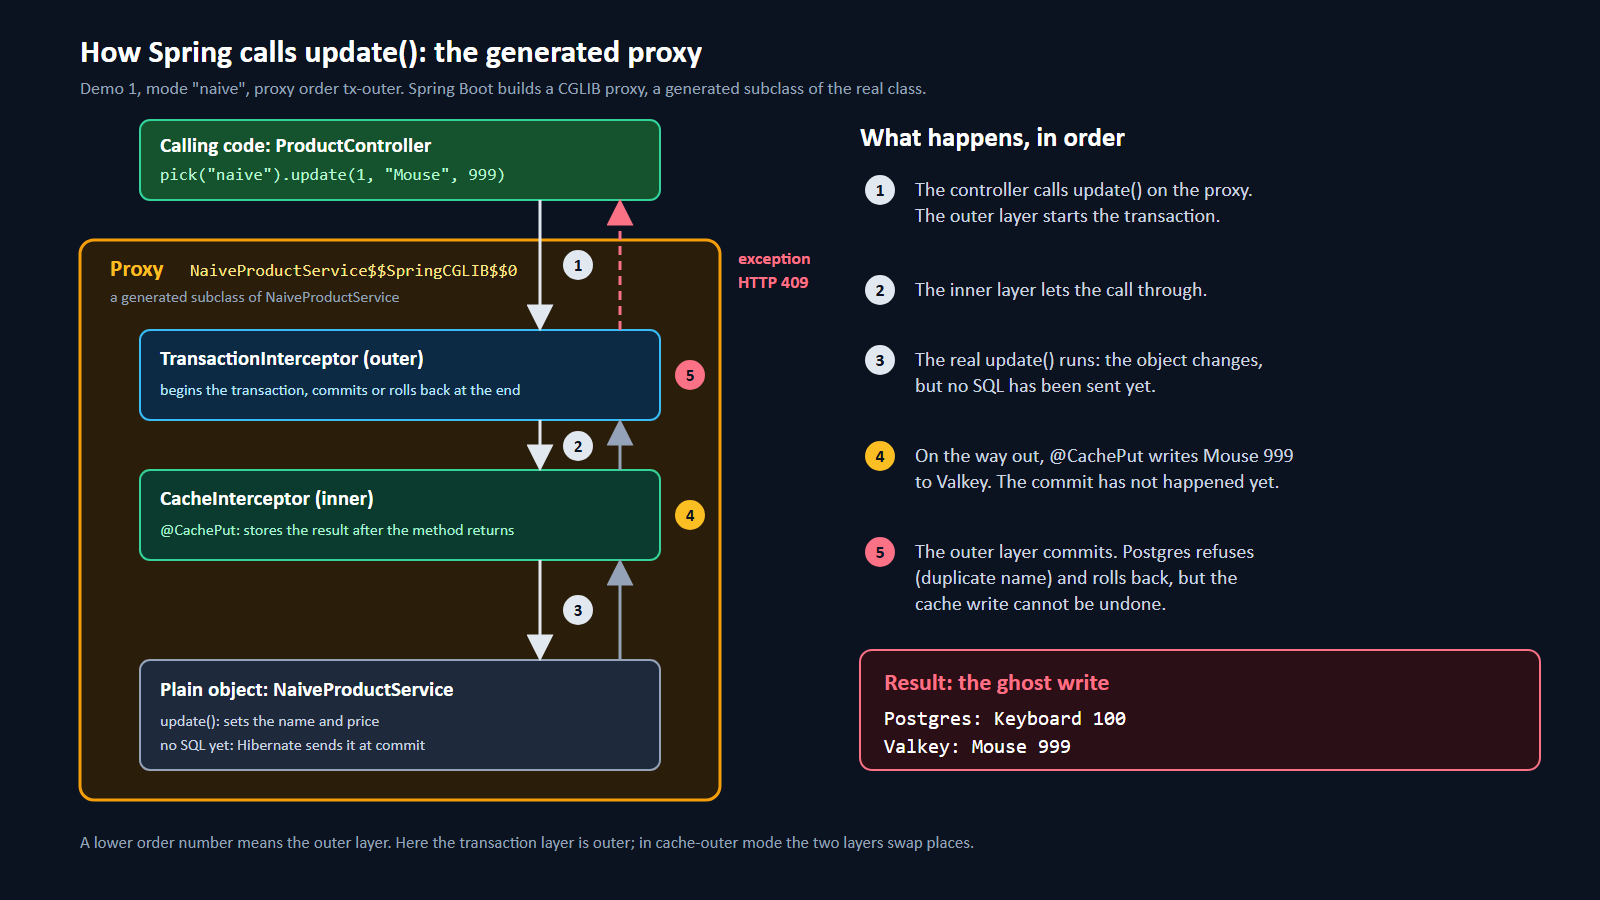 How Spring calls update(): the generated proxy
Demo 1, mode "naive", proxy order tx-outer. Spring Boot builds a CGLIB proxy, a generated subclass of the real class.
Calling code: ProductController
pick("naive").update(1, "Mouse", 999)
Proxy NaiveProductService$$SpringCGLIB$$0
a generated subclass of NaiveProductService
1
exception
HTTP 409
TransactionInterceptor (outer)
begins the transaction, commits or rolls back at the end
5
2
CacheInterceptor (inner)
@CachePut: stores the result after the method returns
4
3
Plain object: NaiveProductService
update(): sets the name and price
no SQL yet: Hibernate sends it at commit
What happens, in order
1 The controller calls update() on the proxy.
The outer layer starts the transaction.
2 The inner layer lets the call through.
3 The real update() runs: the object changes,
but no SQL has been sent yet.
4 On the way out, @CachePut writes Mouse 999
to Valkey. The commit has not happened yet.
5 The outer layer commits. Postgres refuses
(duplicate name) and rolls back, but the
cache write cannot be undone.
Result: the ghost write
Postgres: Keyboard 100
Valkey: Mouse 999
A lower order number means the outer layer. Here the transaction layer is outer; in cache-outer mode the two layers swap places.